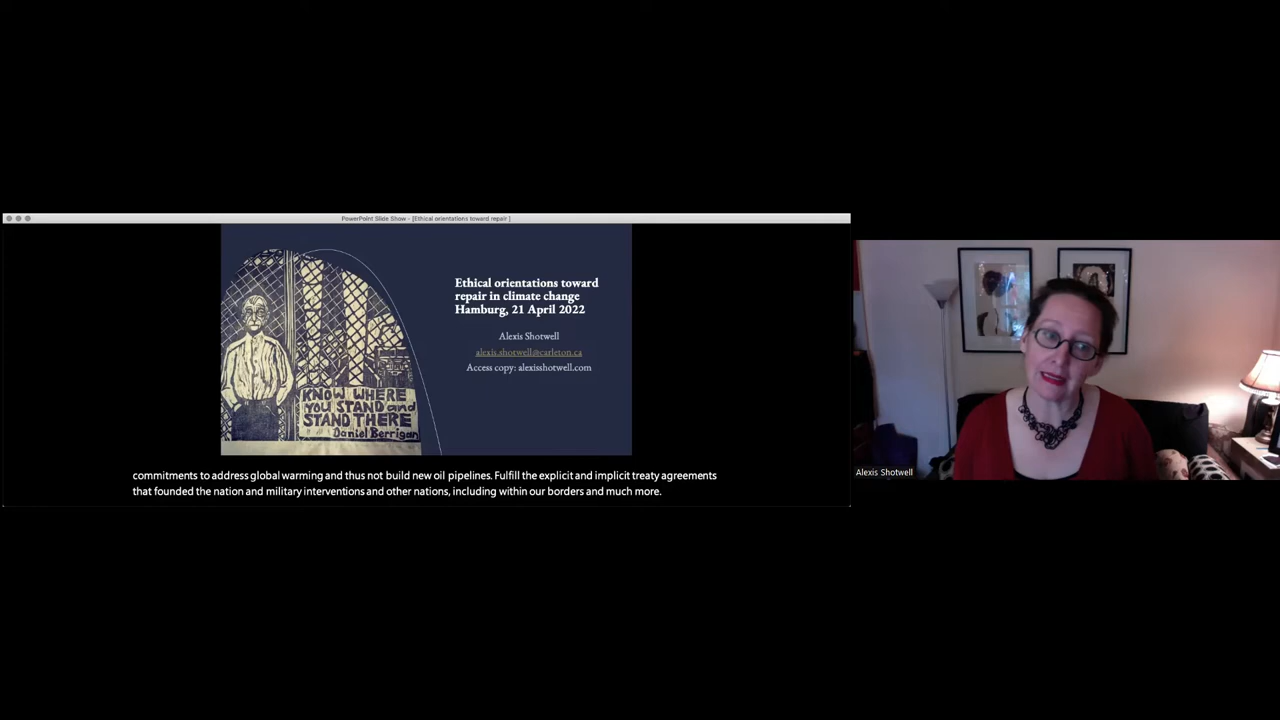 PowerPoint Slide Show - [Ethical orientations toward repair ]
Ethical orientations toward
repair in climate change
Hamburg, 21 April 2022
Alexis Shotwell
alexis.shotwell@carleton.ca
Access copy: alexisshotwell.com
KNOW WHERE
YOU STAND and
STAND THERE
Daniel Berrigan
commitments to address global warming and thus not build new oil pipelines. Fulfill the explicit and implicit treaty agreements
that founded the nation and military interventions and other nations, including within our borders and much more.
Alexis Shotwell